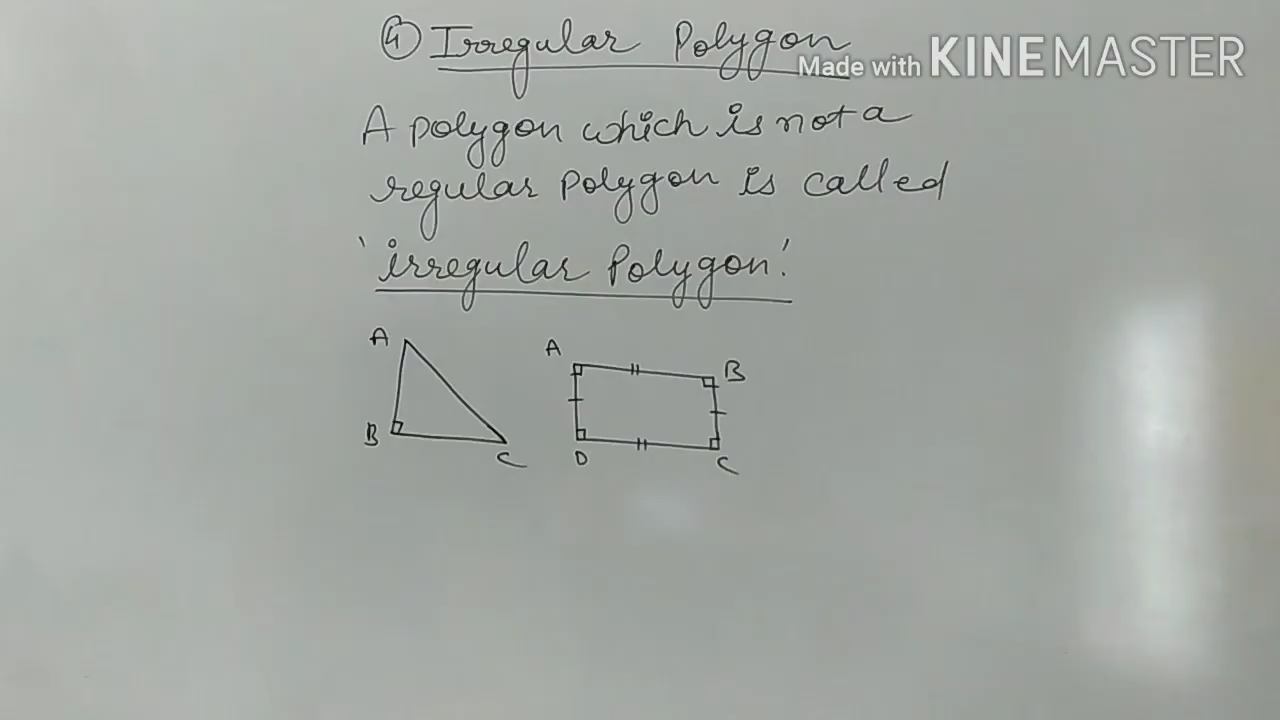 ④ Irregular Polygon
Made with KINEMASTER
A polygon which is not a
regular polygon is called
'irregular Polygon.'
A
B
C
A
B
D
C